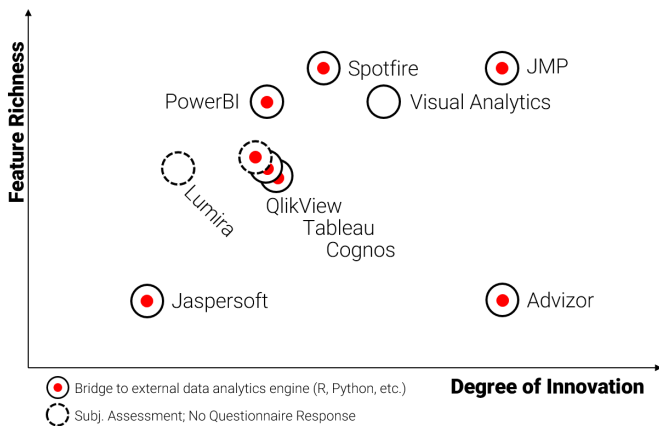 Feature Richness
Spotfire
JMP
PowerBI
Visual Analytics
Lumira
QlikView
Tableau
Cognos
Jaspersoft
Advizor
Degree of Innovation
Bridge to external data analytics engine (R, Python, etc.)
Subj. Assessment; No Questionnaire Response